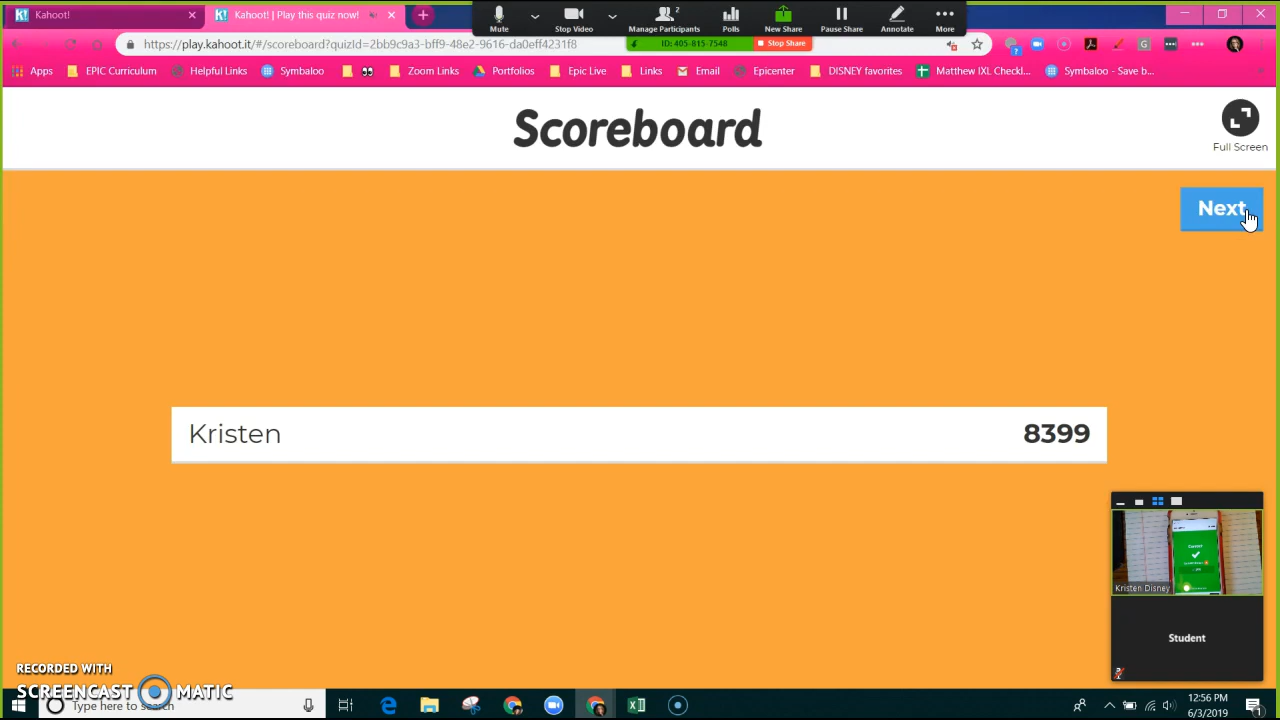 Kahoot!
Kahoot! | Play this quiz now!
Mute
Stop Video
2
Manage Participants
Polls
New Share
Pause Share
Annotate
More
https://play.kahoot.it/#/scoreboard?quizId=2bb9c9a3-bff9-48e2-9616-da0eff4231f8
ID: 405-815-7548
Stop Share
Apps
EPIC Curriculum
Helpful Links
Symbaloo
Zoom Links
Portfolios
Epic Live
Links
Email
Epicenter
DISNEY favorites
Matthew IXL Checkl...
Symbaloo - Save b...
Scoreboard
Full Screen
Next
Kristen 8399
Correct
Kristen Disney
Student
RECORDED WITH
SCREENCAST MATIC
Type here to search
12:56 PM
6/3/2019
1